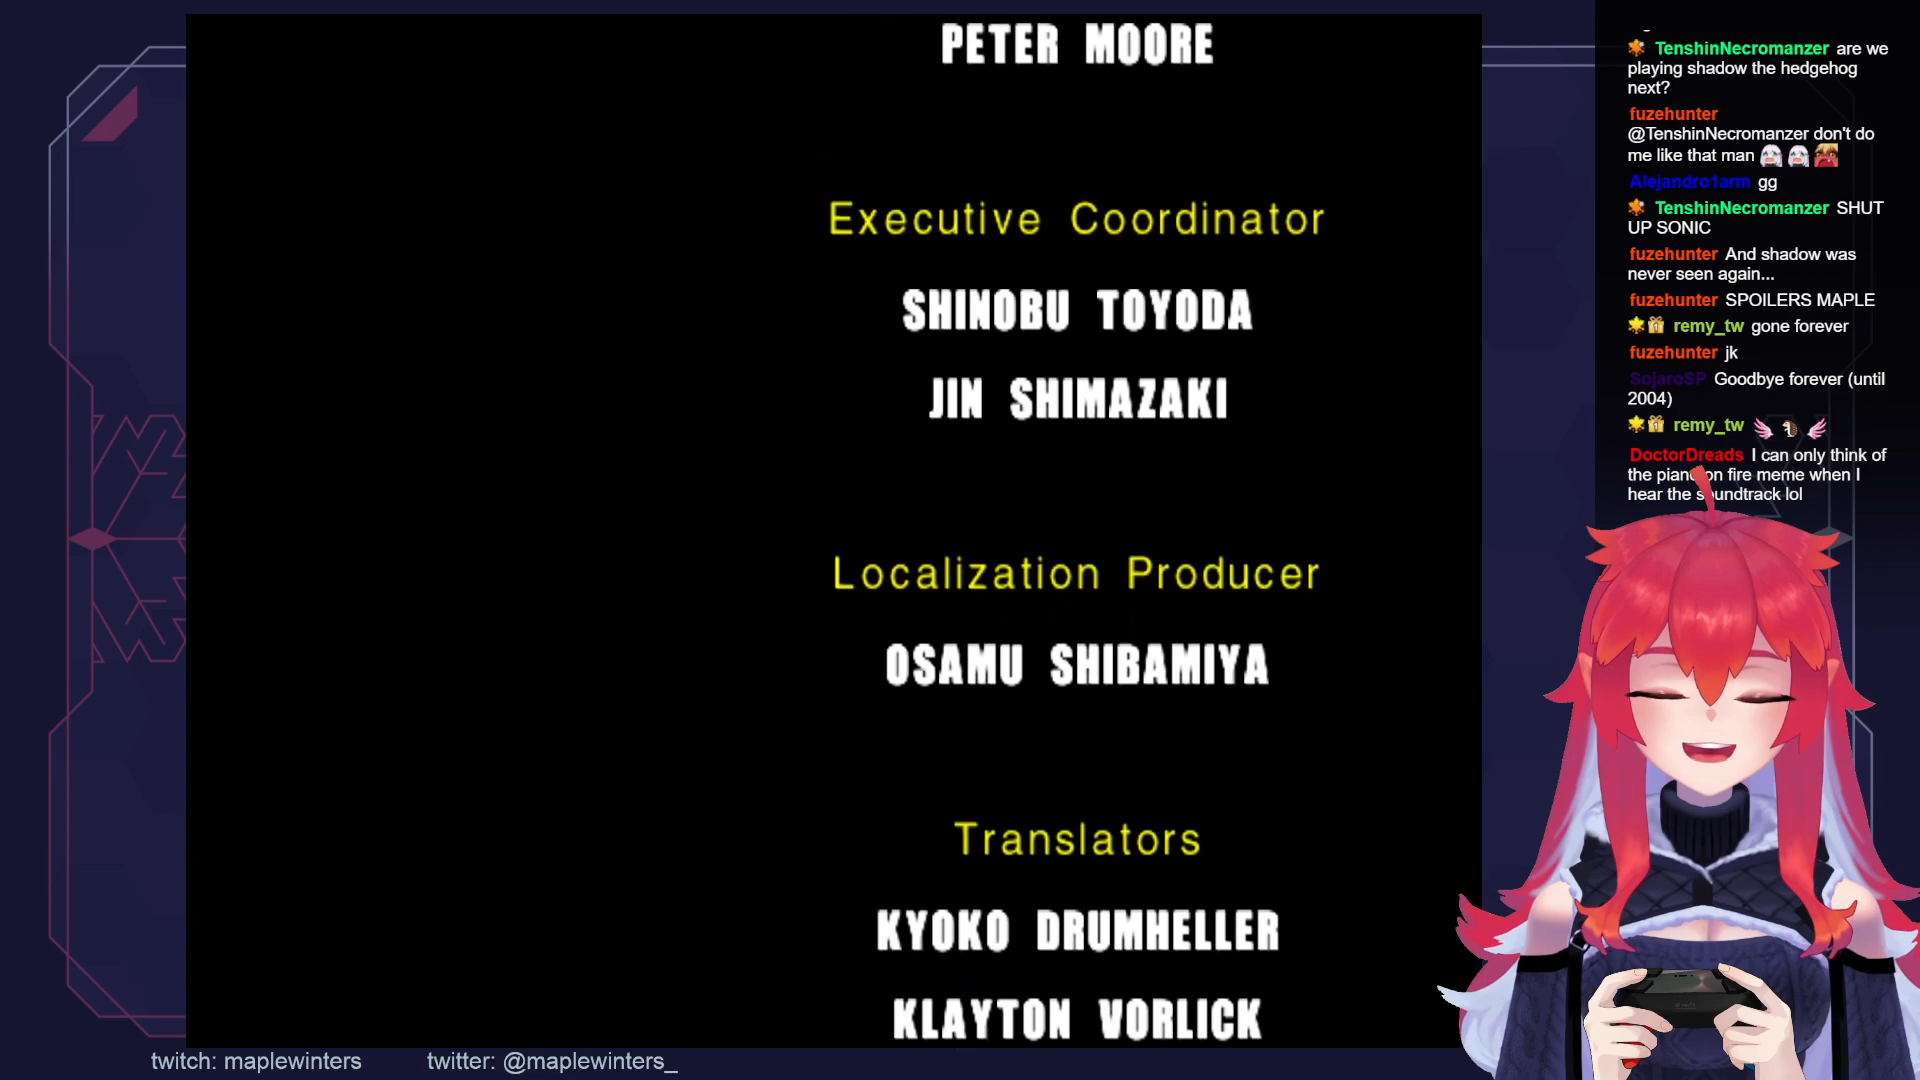 PETER MOORE
Executive Coordinator
SHINOBU TOYODA
JIN SHIMAZAKI
Localization Producer
OSAMU SHIBAMIYA
Translators
KYOKO DRUMHELLER
KLAYTON VORLICK
TenshinNecromanzer are we
playing shadow the hedgehog
next?
fuzehunter
@TenshinNecromanzer don't do
me like that man
Alejandro1arm gg
TenshinNecromanzer SHUT
UP SONIC
fuzehunter And shadow was
never seen again...
fuzehunter SPOILERS MAPLE
remy_tw gone forever
fuzehunter jk
SojaroSP Goodbye forever (until
2004)
remy_tw
DoctorDreads I can only think of
the piano on fire meme when I
hear the soundtrack lol
twitch: maplewinters twitter: @maplewinters_